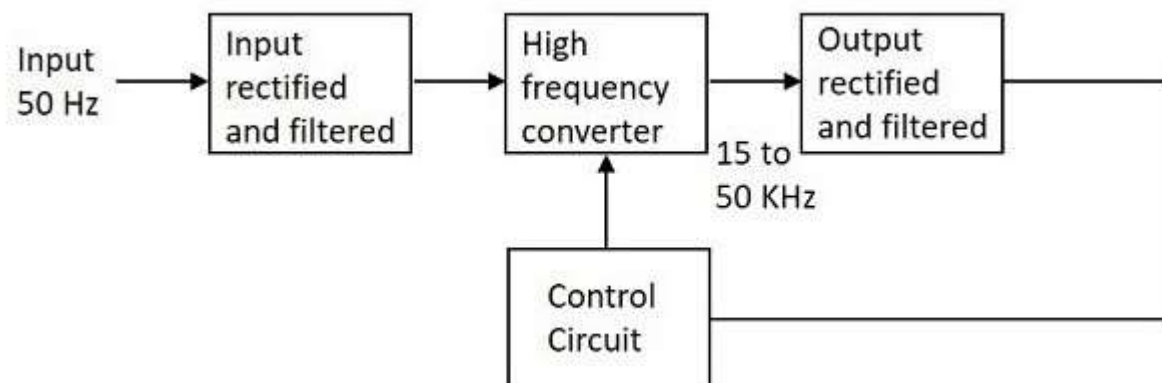 Input
50 Hz
Input
rectified
and filtered
High
frequency
converter
15 to
50 KHz
Output
rectified
and filtered
Control
Circuit